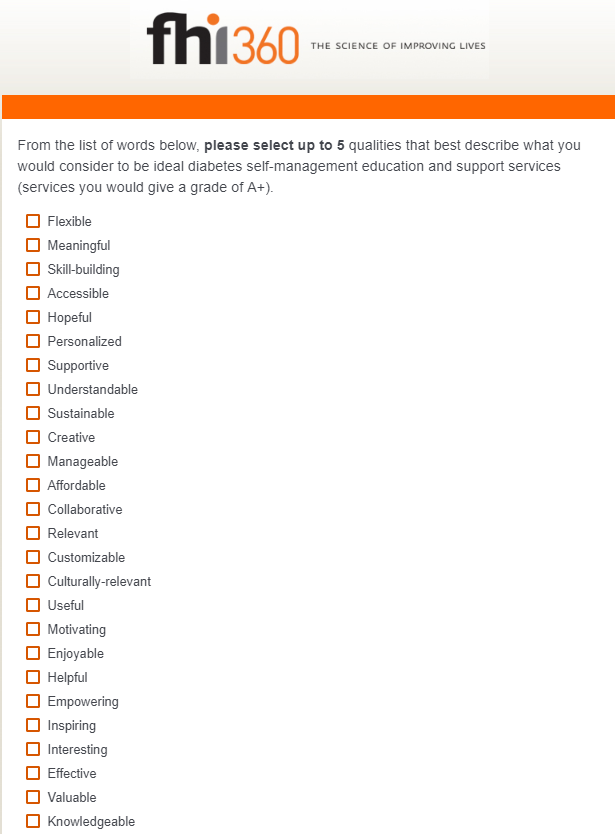 fhi360 THE SCIENCE OF IMPROVING LIVES
From the list of words below, please select up to 5 qualities that best describe what you
would consider to be ideal diabetes self-management education and support services
(services you would give a grade of A+).
Flexible
Meaningful
Skill-building
Accessible
Hopeful
Personalized
Supportive
Understandable
Sustainable
Creative
Manageable
Affordable
Collaborative
Relevant
Customizable
Culturally-relevant
Useful
Motivating
Enjoyable
Helpful
Empowering
Inspiring
Interesting
Effective
Valuable
Knowledgeable